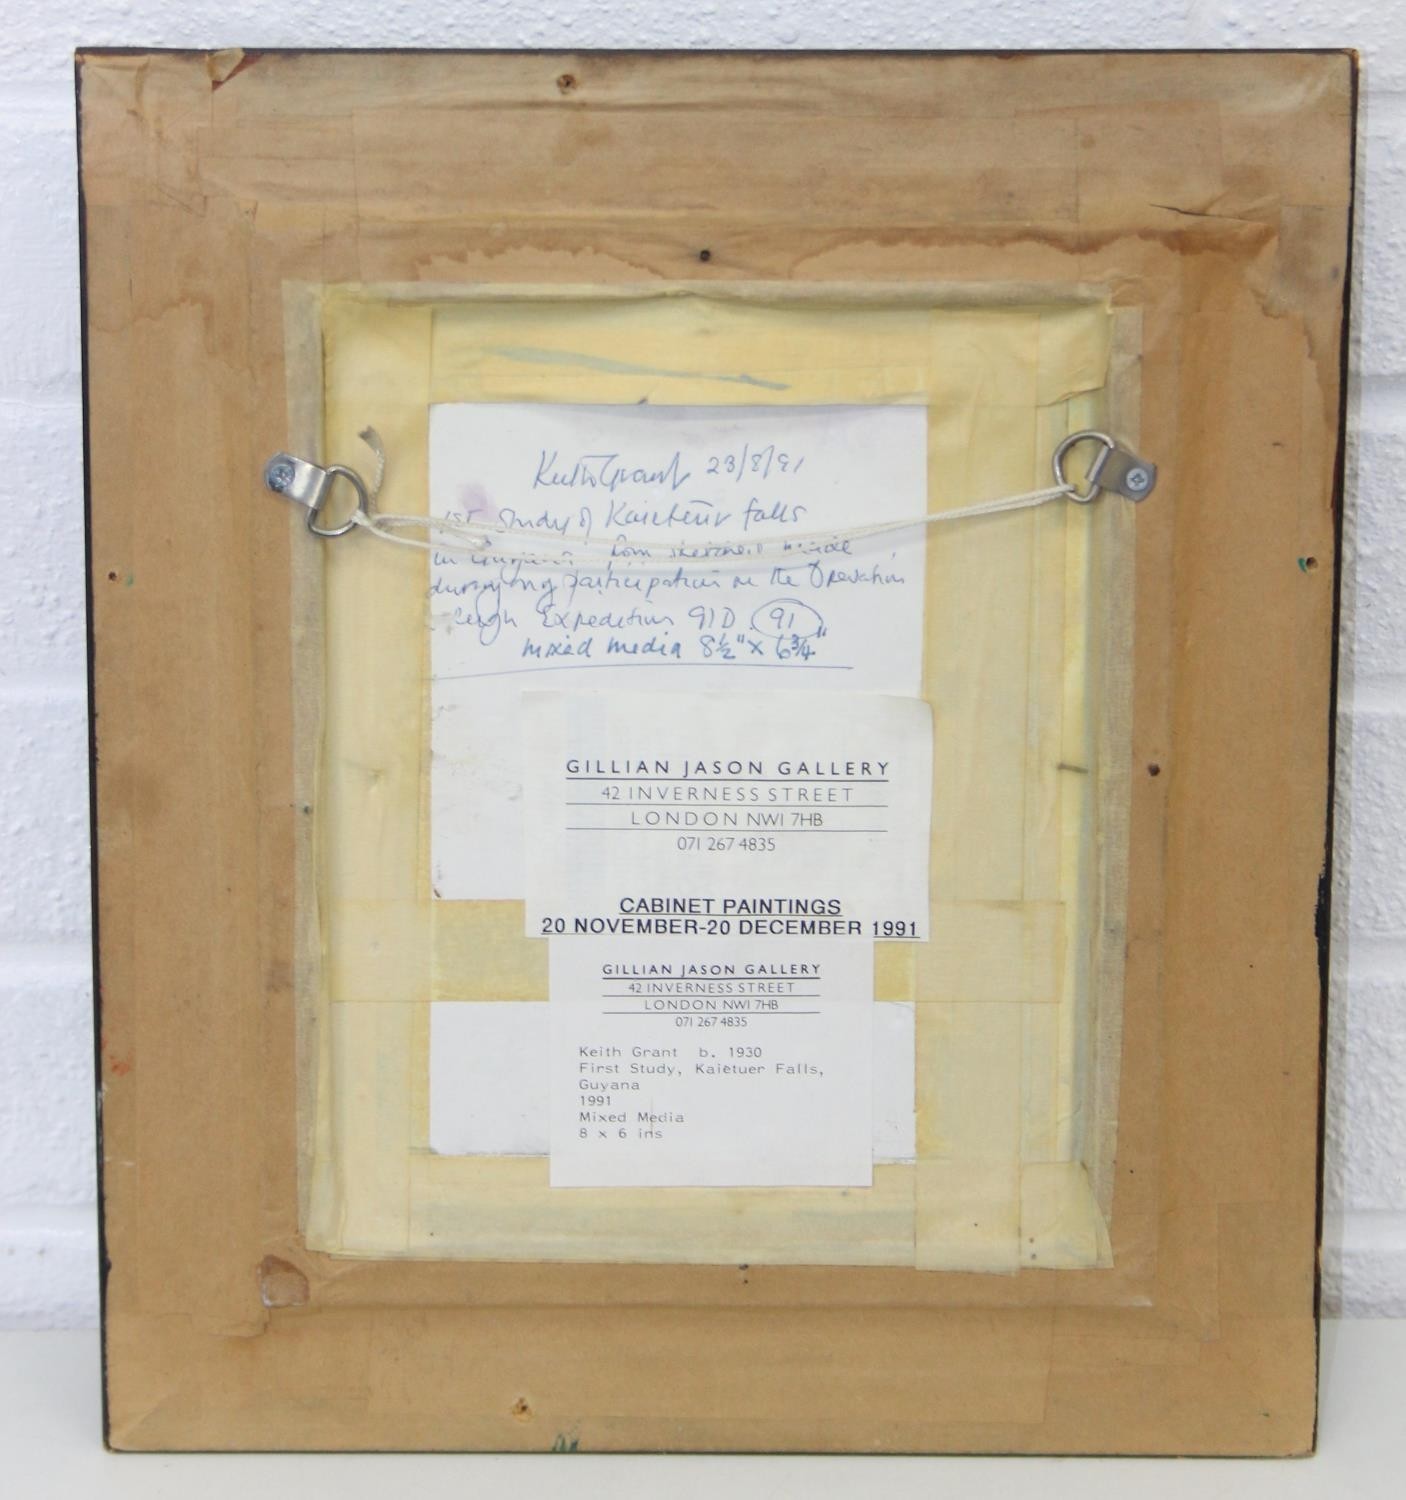 Keith Grant 23/8/91
1st Study of Kaieteur falls
in from sketches made
during my participation in the Operation
Raleigh Expedition 91D 91
mixed media 8½" x 6¾"
GILLIAN JASON GALLERY
42 INVERNESS STREET
LONDON NW1 7HB
071 267 4835
CABINET PAINTINGS
20 NOVEMBER-20 DECEMBER 1991
GILLIAN JASON GALLERY
42 INVERNESS STREET
LONDON NW1 7HB
071 267 4835
Keith Grant b. 1930
First Study, Kaietuer Falls,
Guyana
1991
Mixed Media
8 x 6 ins